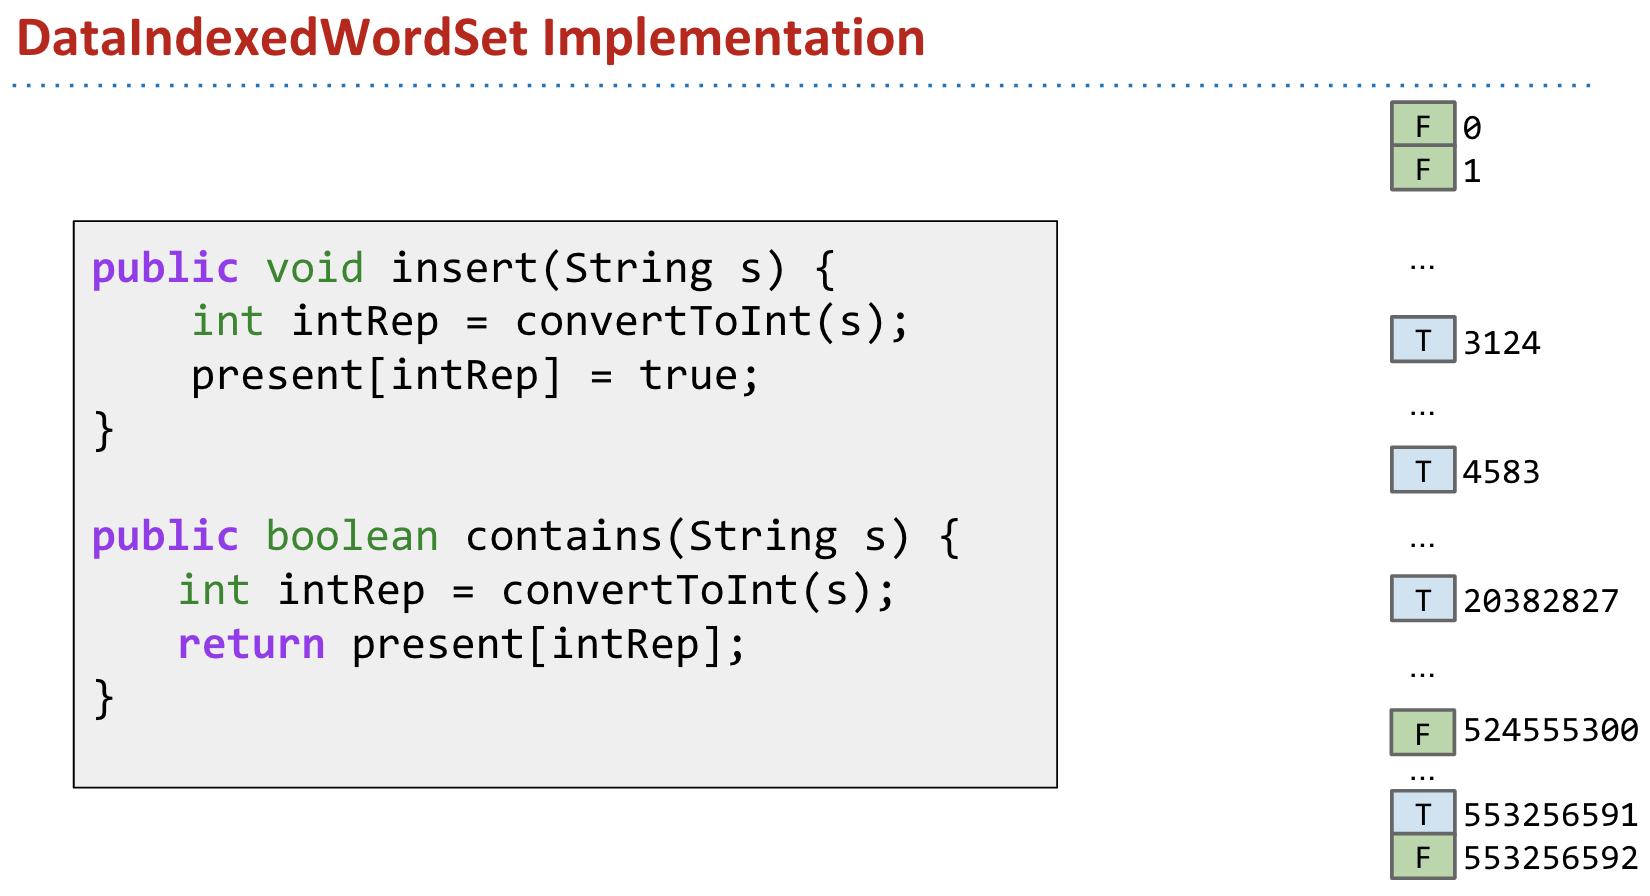 DataIndexedWordSet Implementation
public void insert(String s) {
    int intRep = convertToInt(s);
    present[intRep] = true;
}
public boolean contains(String s) {
    int intRep = convertToInt(s);
    return present[intRep];
}
F 0
F 1
...
T 3124
...
T 4583
...
T 20382827
...
F 524555300
...
T 553256591
F 553256592